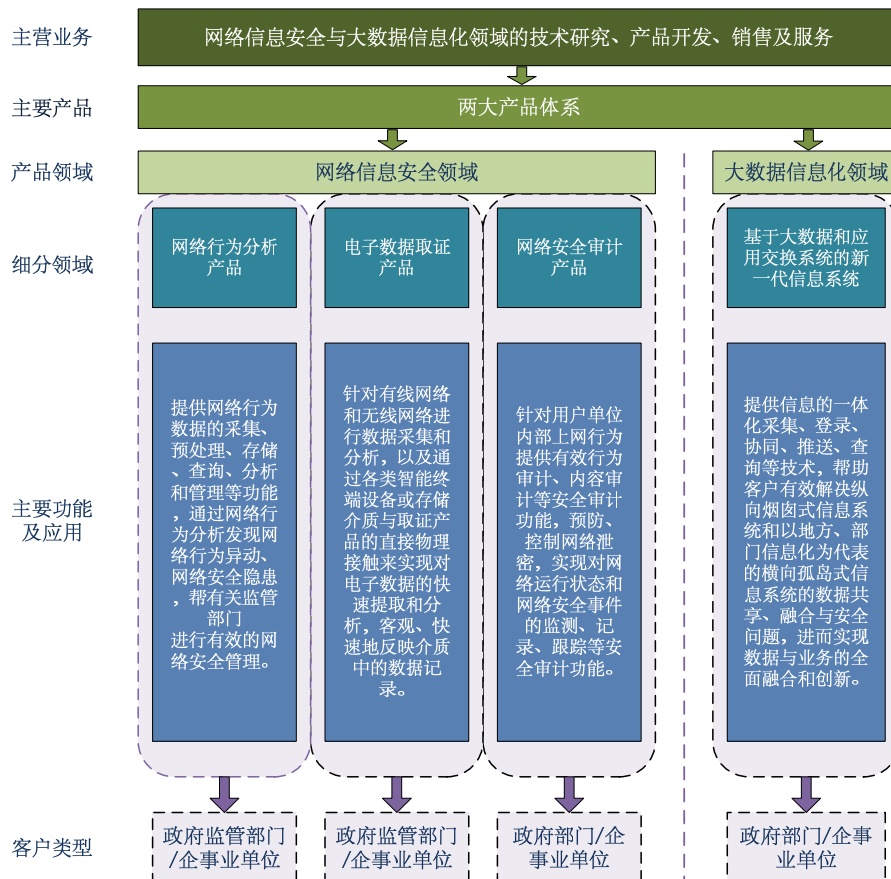 主营业务
网络信息安全与大数据信息化领域的技术研究、产品开发、销售及服务
主要产品
两大产品体系
产品领域
网络信息安全领域
大数据信息化领域
细分领域
网络行为分析
产品
电子数据取证
产品
网络安全审计
产品
基于大数据和应
用交换系统的新
一代信息系统
主要功能
及应用
提供网络行为
数据的采集、
预处理、存储
、查询、分析
和管理等功能
，通过网络行
为分析发现网
络行为异动、
网络安全隐患
，帮有关监管
部门
进行有效的网
络安全管理。
针对有线网络
和无线网络进
行数据采集和
分析，以及通
过各类智能终
端设备或存储
介质与取证产
品的直接物理
接触来实现对
电子数据的快
速提取和分
析，客观、快
速地反映介质
中的数据记
录。
针对用户单位
内部上网行为
提供有效行为
审计、内容审
计等安全审计
功能，预防、
控制网络泄
密，实现对网
络运行状态和
网络安全事件
的监测、记
录、跟踪等安
全审计功能。
提供信息的一体
化采集、登录、
协同、推送、查
询等技术，帮助
客户有效解决纵
向烟囱式信息系
统和以地方、部
门信息化为代表
的横向孤岛式信
息系统的数据共
享、融合与安全
问题，进而实现
数据与业务的全
面融合和创新。
客户类型
政府监管部门
/企事业单位
政府监管部门
/企事业单位
政府部门/企
事业单位
政府部门/企事
业单位